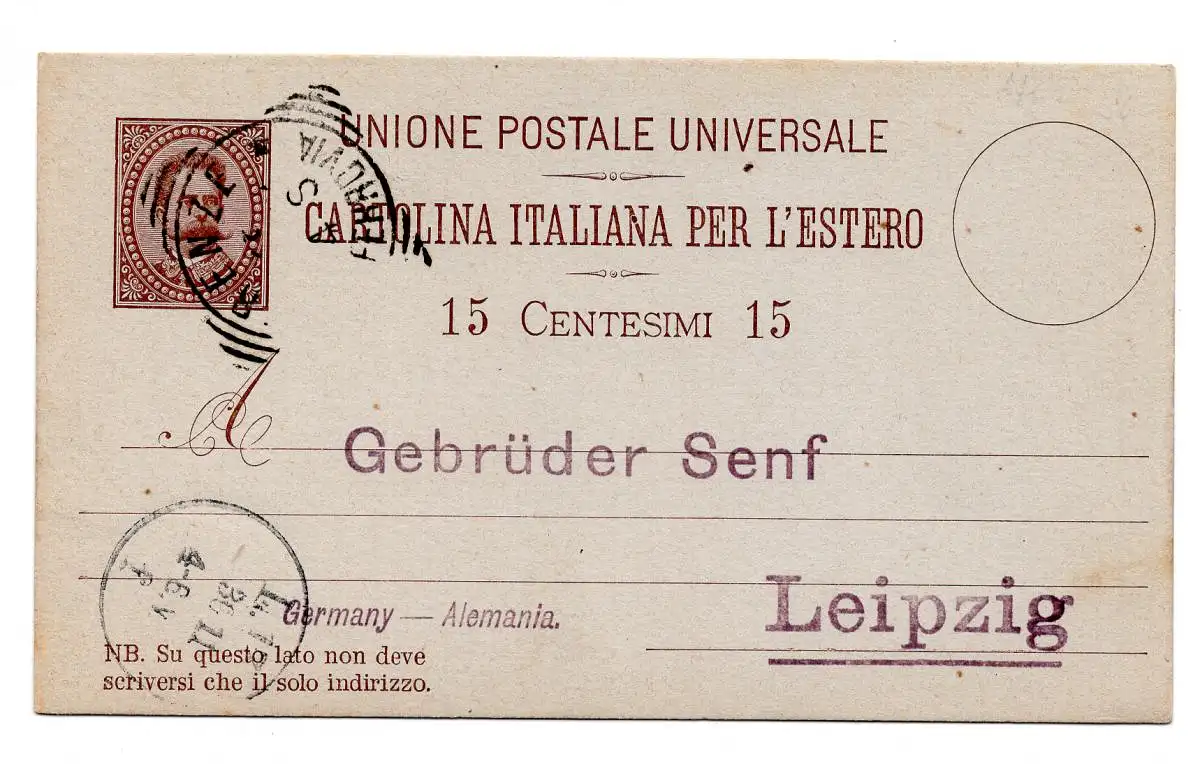 UNIONE POSTALE UNIVERSALE
CARTOLINA ITALIANA PER L'ESTERO
15 CENTESIMI 15
FERROVIA
S
A
Gebrüder Senf
Leipzig
Germany — Alemania.
NB. Su questo lato non deve
scriversi che il solo indirizzo.